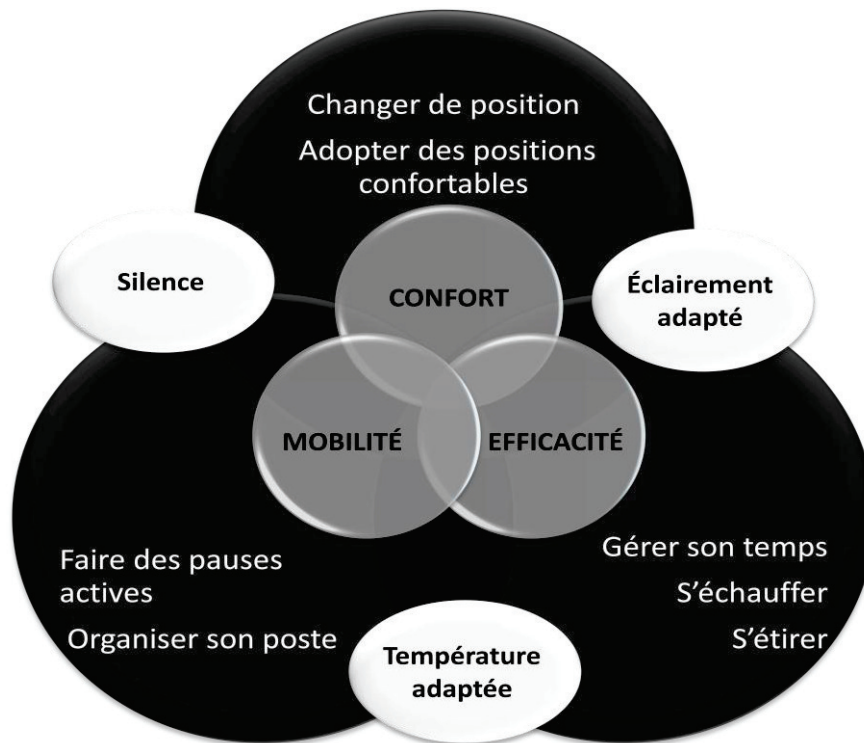 Changer de position
Adopter des positions
confortables
Silence
CONFORT
Éclairement
adapté
MOBILITÉ
EFFICACITÉ
Faire des pauses
actives
Organiser son poste
Gérer son temps
S’échauffer
S’étirer
Température
adaptée